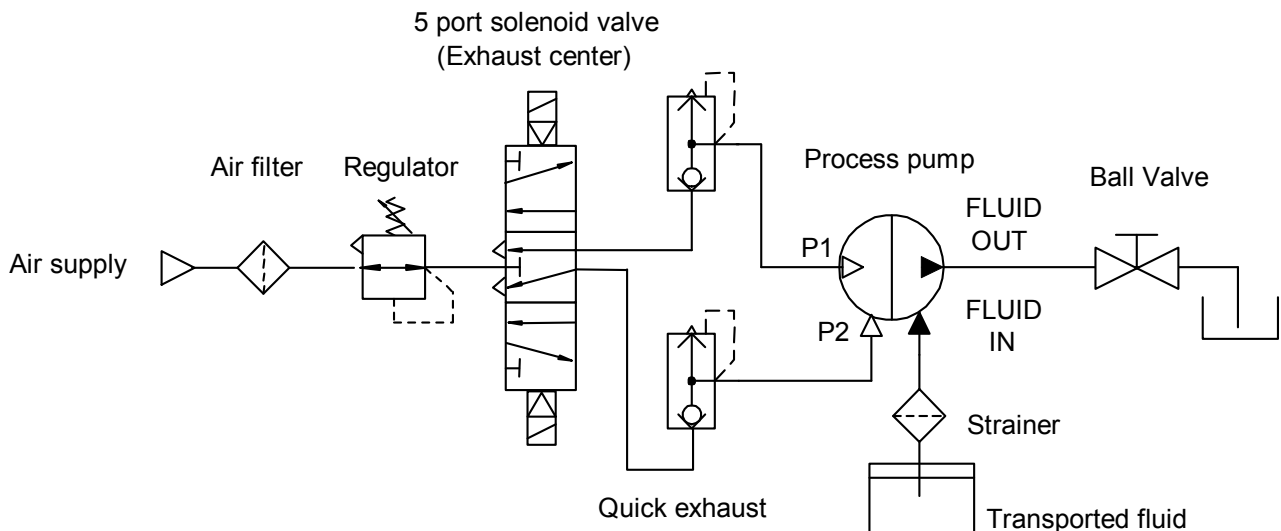 5 port solenoid valve
(Exhaust center)
Air filter
Regulator
Process pump
Ball Valve
Air supply
P1
FLUID
OUT
P2
FLUID
IN
Strainer
Quick exhaust
Transported fluid